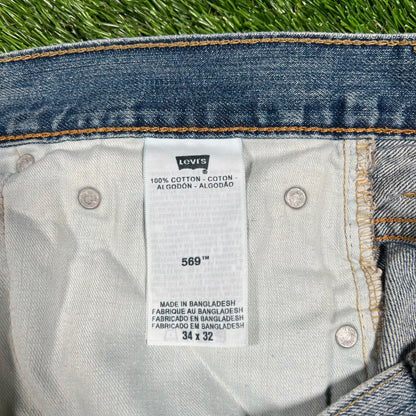 LEVI'S
®
100% COTTON - COTON -
ALGODÓN - ALGODÃO
569™
MADE IN BANGLADESH
FABRIQUE AU BANGLADESH
FABRICADO EN BANGLADESH
FABRICADO EM BANGLADESH
34 x 32